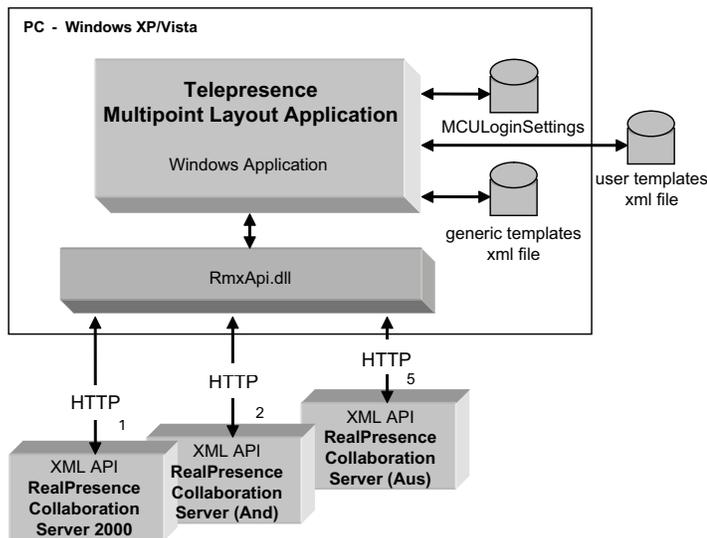 PC - Windows XP/Vista
Telepresence
Multipoint Layout Application
Windows Application
MCULoginSettings
user templates
xml file
generic templates
xml file
RmxApi.dll
HTTP
1
HTTP
2
HTTP
5
XML API
RealPresence
Collaboration
Server 2000
XML API
RealPresence
Collaboration
Server (And)
XML API
RealPresence
Collaboration
Server (Aus)